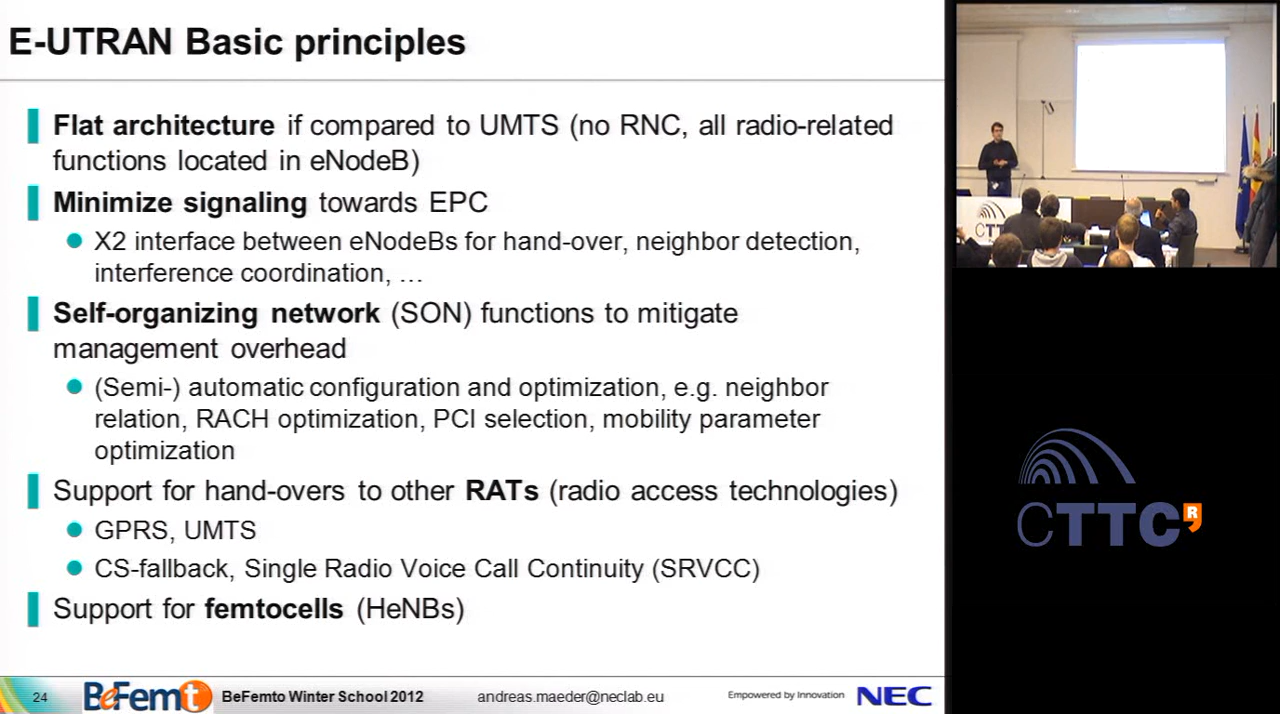 E-UTRAN Basic principles
Flat architecture if compared to UMTS (no RNC, all radio-related
functions located in eNodeB)
Minimize signaling towards EPC
X2 interface between eNodeBs for hand-over, neighbor detection,
interference coordination, …
Self-organizing network (SON) functions to mitigate
management overhead
(Semi-) automatic configuration and optimization, e.g. neighbor
relation, RACH optimization, PCI selection, mobility parameter
optimization
Support for hand-overs to other RATs (radio access technologies)
GPRS, UMTS
CS-fallback, Single Radio Voice Call Continuity (SRVCC)
Support for femtocells (HeNBs)
24
BeFemt
BeFemto Winter School 2012
andreas.maeder@neclab.eu
Empowered by Innovation
NEC
CTTC
CTTC R